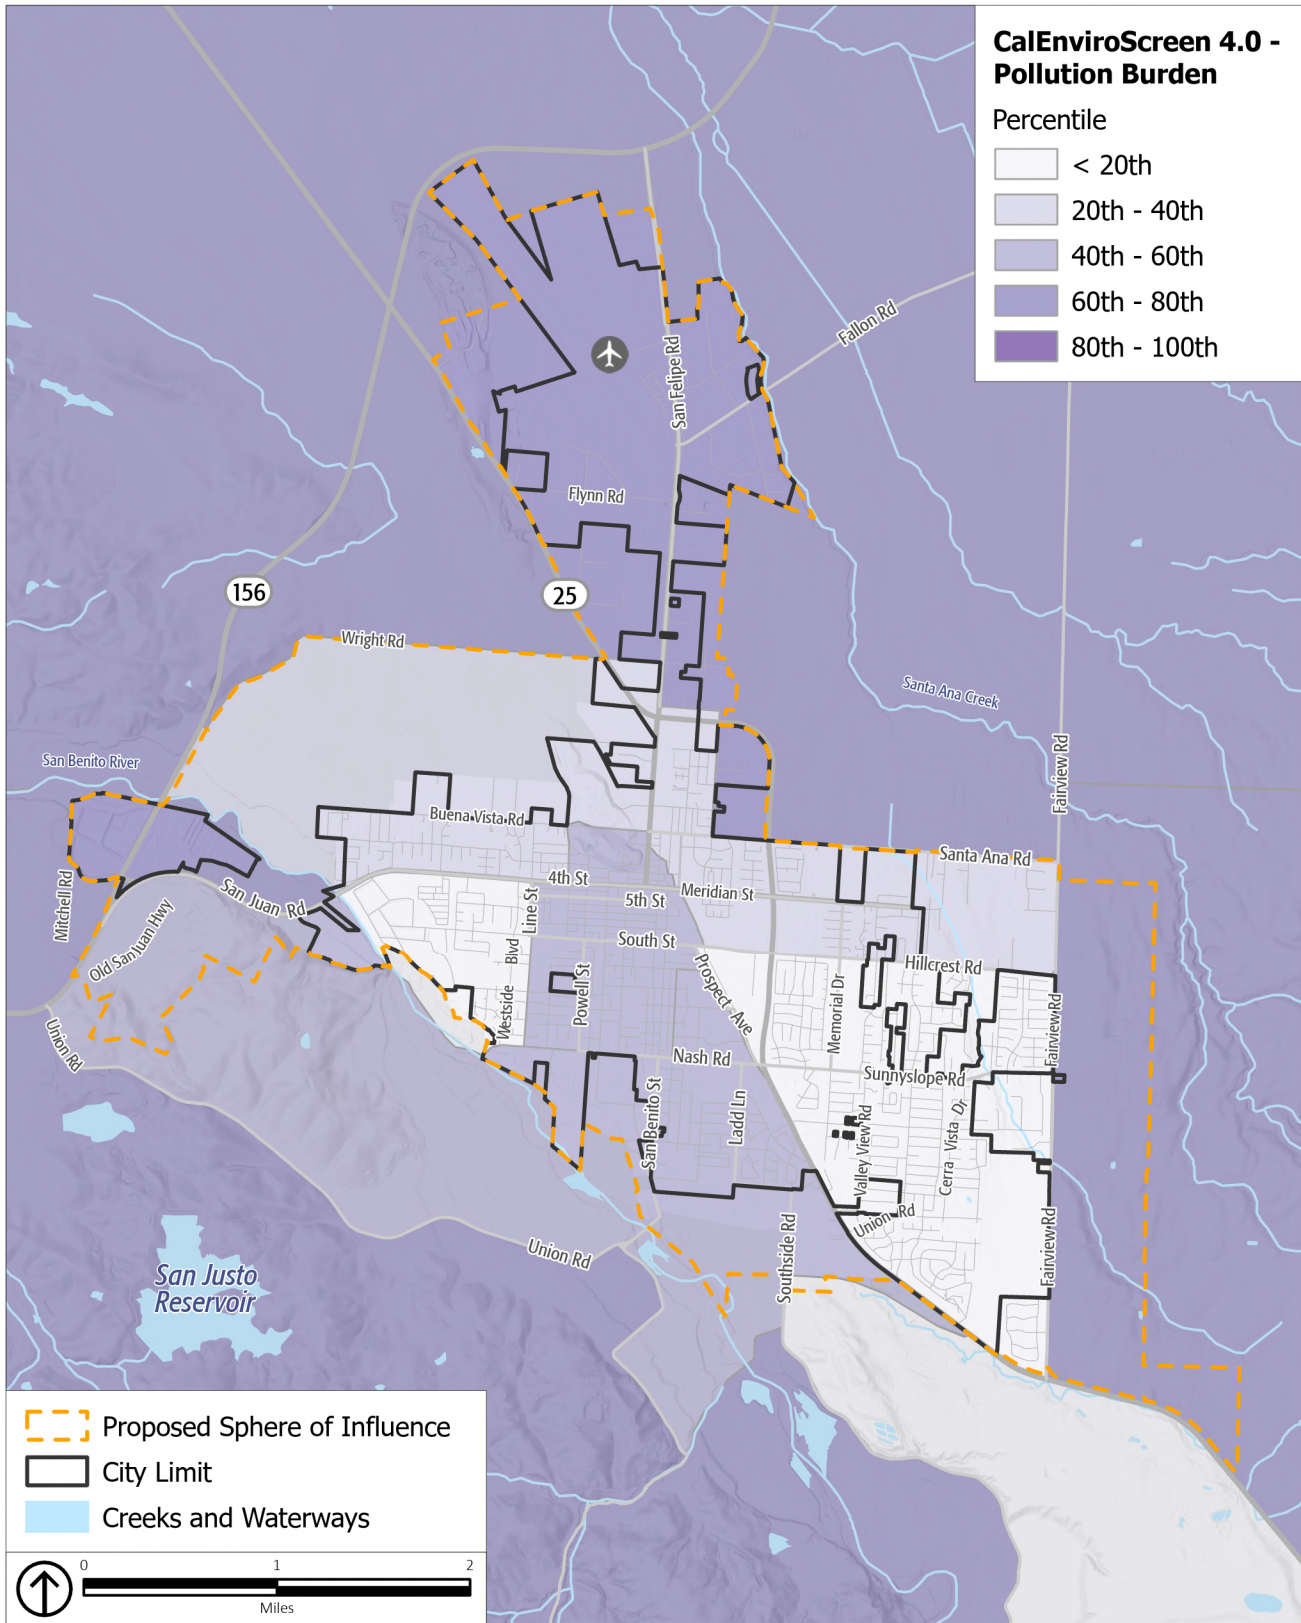 CalEnviroScreen 4.0 -
Pollution Burden
Percentile
< 20th
20th - 40th
40th - 60th
60th - 80th
80th - 100th
San Felipe Rd
Fallon Rd
Flynn Rd
156
25
Wright Rd
Santa Ana Creek
San Benito River
Fairview Rd
Buena Vista Rd
Santa Ana Rd
4th St
Meridian St
5th St
Line St
San Juan Rd
Mitchell Rd
Old San Juan Hwy
South St
Westside Blvd
Powell St
Prospect Ave
Memorial Dr
Hillcrest Rd
Fairview Rd
Union Rd
Nash Rd
Sunnyslope Rd
San Benito St
Ladd Ln
Valley View Rd
Cerra Vista Dr
Union Rd
Union Rd
Southside Rd
Fairview Rd
San Justo
Reservoir
Proposed Sphere of Influence
City Limit
Creeks and Waterways
0 1 2
Miles